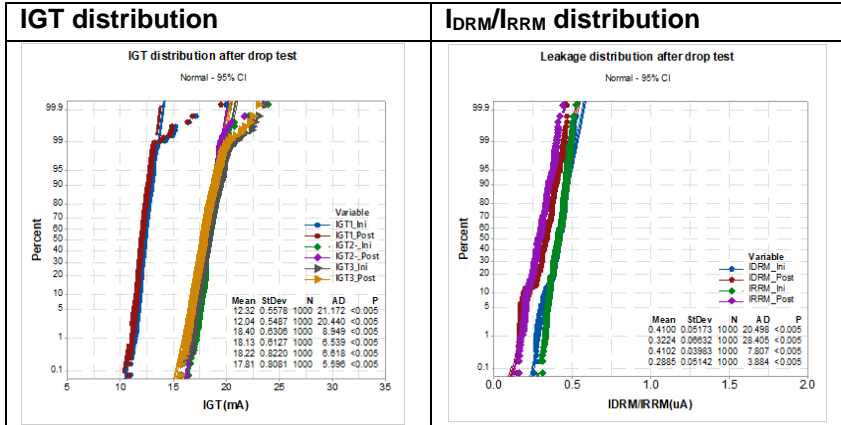 IGT distribution
IGT distribution after drop test
Normal - 95% CI
99.9
99
95
90
80
70
60
50
40
30
20
10
5
1
0.1
Percent
5 10 15 20 25 30 35
IGT(mA)
Variable
IGT1_Ini
IGT1_Post
IGT2-_Ini
IGT2-_Post
IGT3_Ini
IGT3_Post
Mean StDev N AD P
12.32 0.5578 1000 21.172 <0.005
12.04 0.5487 1000 20.440 <0.005
18.40 0.6306 1000 8.949 <0.005
18.13 0.6127 1000 6.539 <0.005
18.22 0.8220 1000 6.618 <0.005
17.81 0.8081 1000 5.596 <0.005
IDRM/IRRM distribution
Leakage distribution after drop test
Normal - 95% CI
99.9
99
95
90
80
70
60
50
40
30
20
10
5
1
0.1
Percent
0.0 0.5 1.0 1.5 2.0
IDRM/IRRM(uA)
Variable
IDRM_Ini
IDRM_Post
IRRM_Ini
IRRM_Post
Mean StDev N AD P
0.4100 0.05173 1000 20.498 <0.005
0.3224 0.06632 1000 28.405 <0.005
0.4102 0.03983 1000 7.807 <0.005
0.2885 0.05142 1000 3.884 <0.005